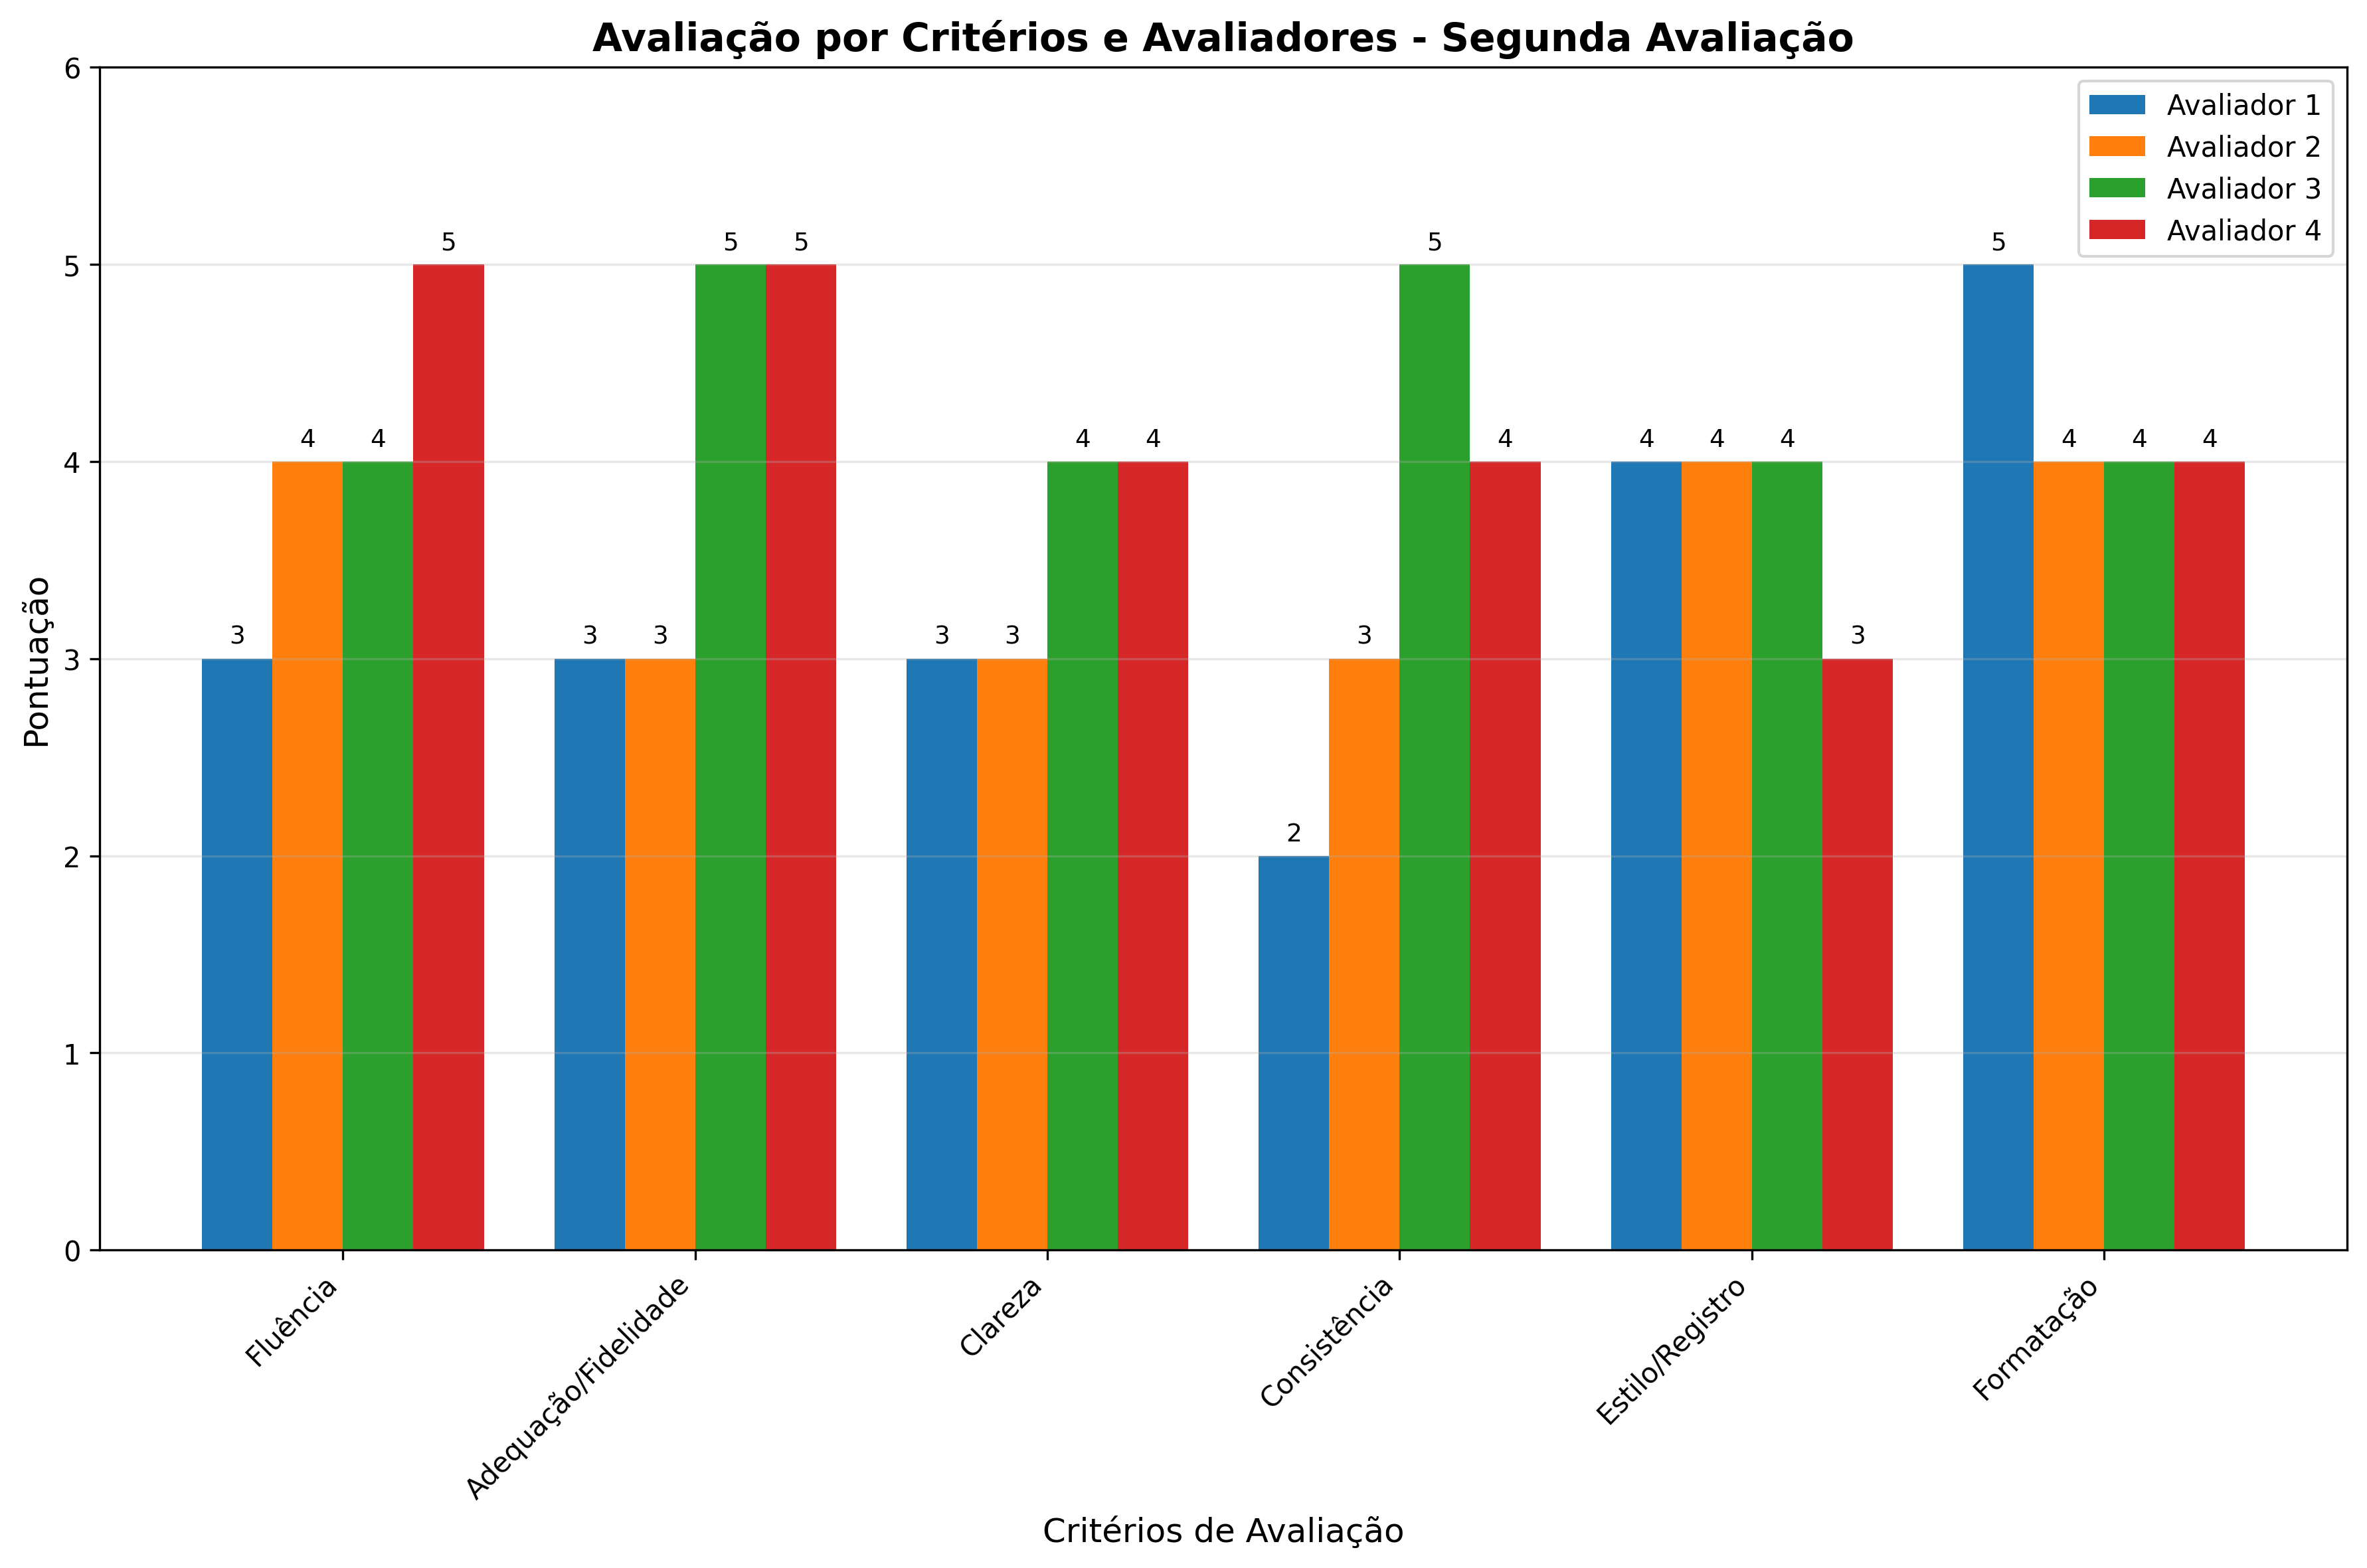 Avaliação por Critérios e Avaliadores - Segunda Avaliação
Avaliador 1
Avaliador 2
Avaliador 3
Avaliador 4
Pontuação
6
5
4
3
2
1
0
3
4
4
5
3
3
5
5
3
3
4
4
2
3
5
4
4
4
4
3
5
4
4
4
Fluência
Adequação/Fidelidade
Clareza
Consistência
Estilo/Registro
Formatação
Critérios de Avaliação